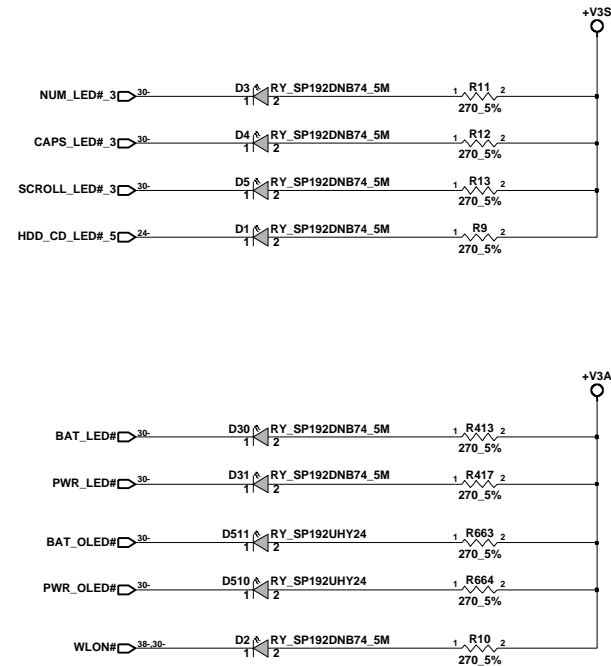 +V3S
NUM_LED#_3 30- D3 RY_SP192DNB74_5M 1 R11 2
1 2 270_5%
CAPS_LED#_3 30- D4 RY_SP192DNB74_5M 1 R12 2
1 2 270_5%
SCROLL_LED#_3 30- D5 RY_SP192DNB74_5M 1 R13 2
1 2 270_5%
HDD_CD_LED#_5 24- D1 RY_SP192DNB74_5M 1 R9 2
1 2 270_5%
+V3A
BAT_LED# 30- D30 RY_SP192DNB74_5M 1 R413 2
1 2 270_5%
PWR_LED# 30- D31 RY_SP192DNB74_5M 1 R417 2
1 2 270_5%
BAT_OLED# 30- D511 RY_SP192UHY24 1 R663 2
1 2 270_5%
PWR_OLED# 30- D510 RY_SP192UHY24 1 R664 2
1 2 270_5%
WLON# 38-,30- D2 RY_SP192DNB74_5M 1 R10 2
1 2 270_5%